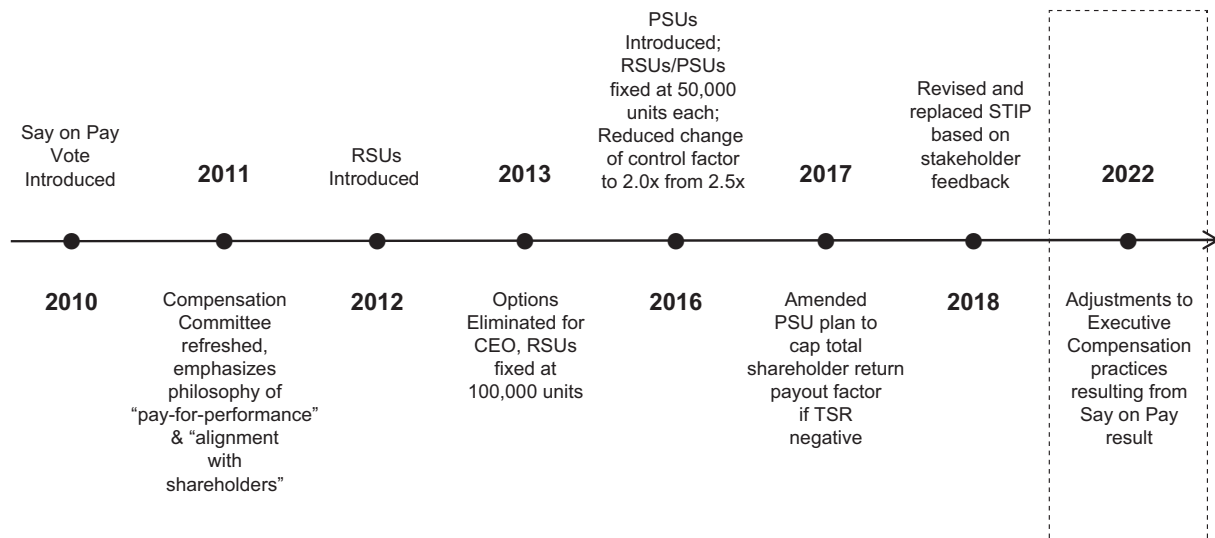 Say on Pay
Vote
Introduced
2010
2011
Compensation
Committee
refreshed,
emphasizes
philosophy of
“pay-for-performance”
& “alignment
with
shareholders”
RSUs
Introduced
2012
2013
Options
Eliminated for
CEO, RSUs
fixed at
100,000 units
PSUs
Introduced;
RSUs/PSUs
fixed at 50,000
units each;
Reduced change
of control factor
to 2.0x from 2.5x
2016
2017
Amended
PSU plan to
cap total
shareholder return
payout factor
if TSR
negative
Revised and
replaced STIP
based on
stakeholder
feedback
2018
2022
Adjustments to
Executive
Compensation
practices
resulting from
Say on Pay
result